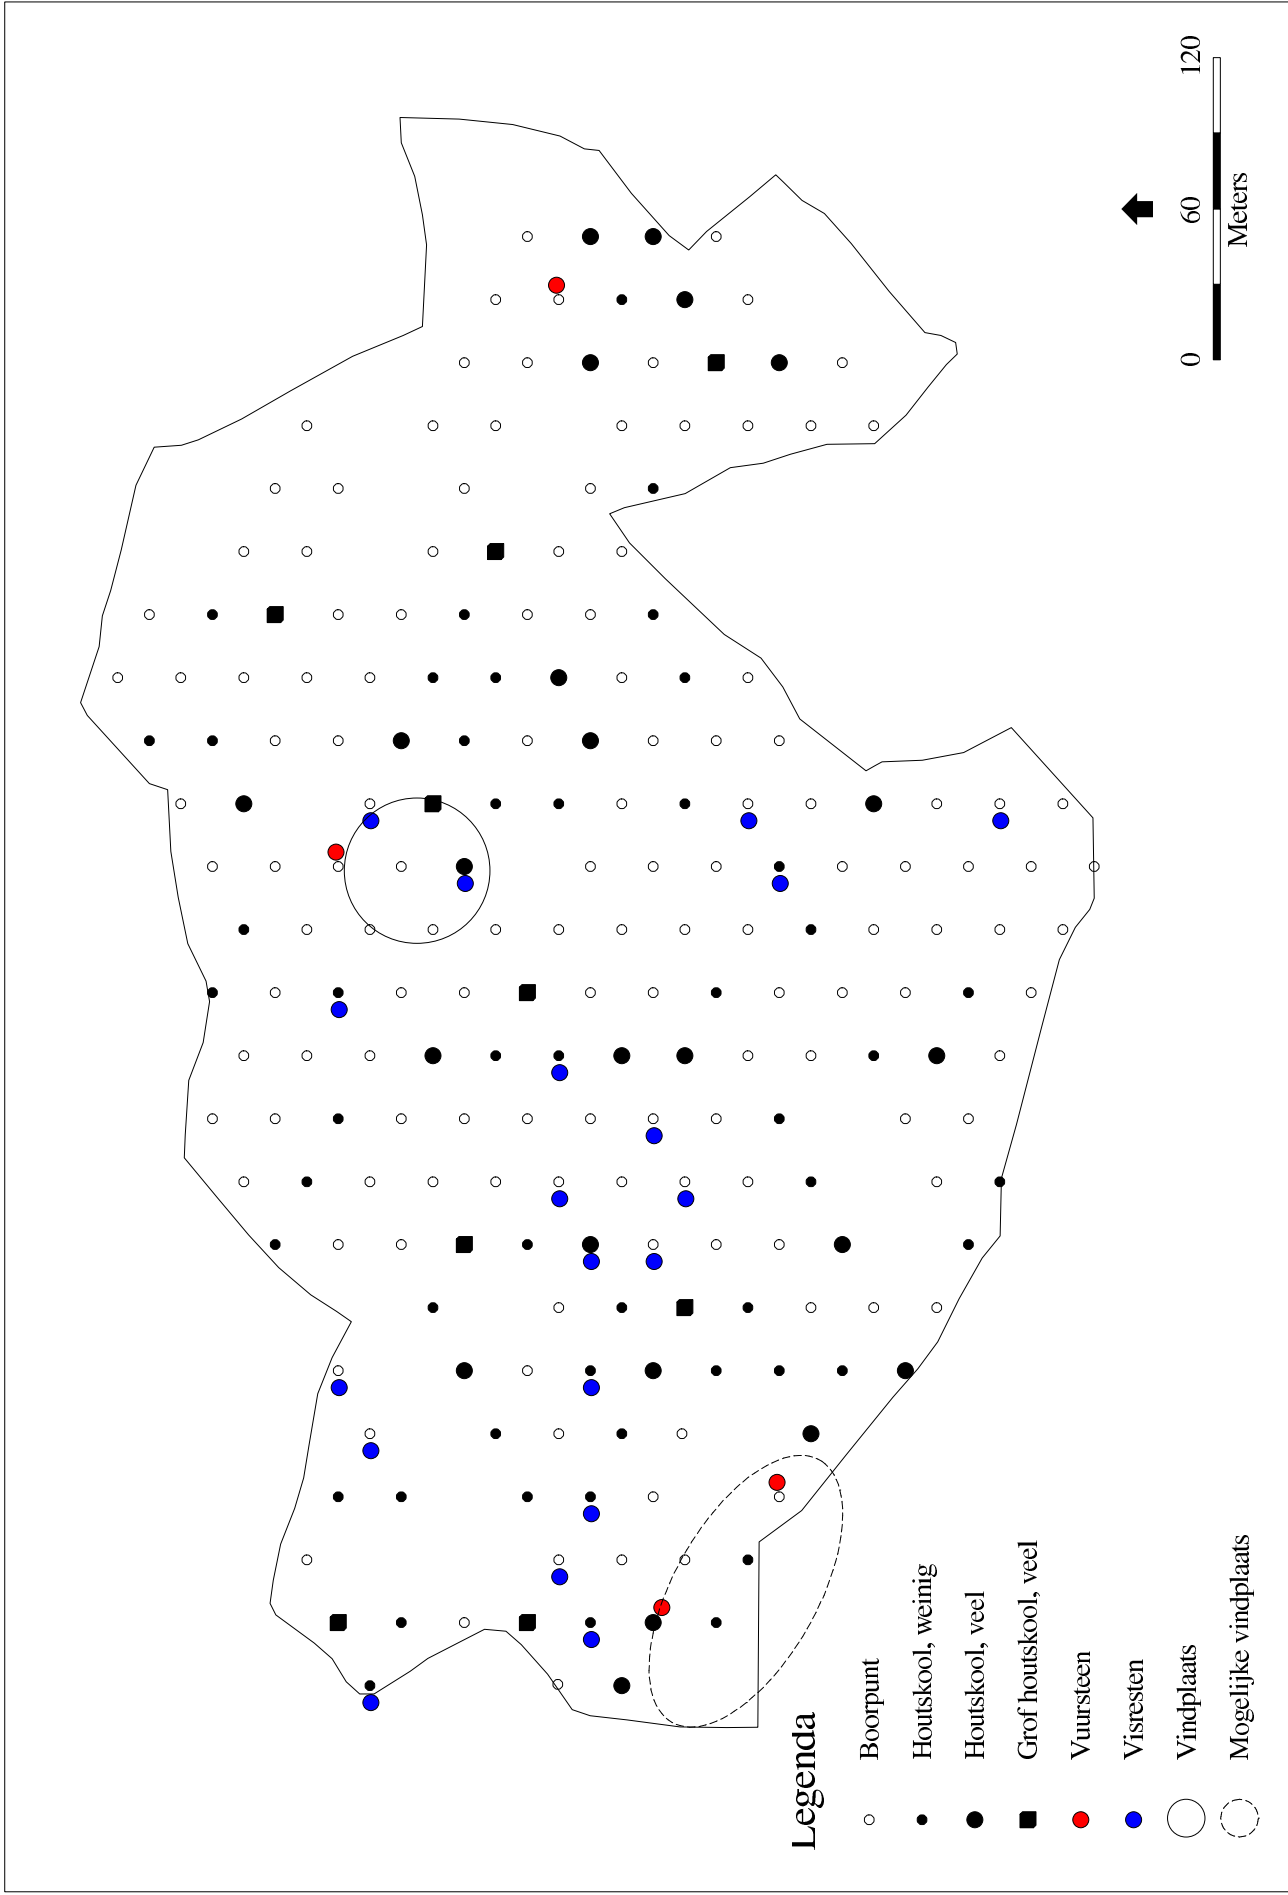 Legenda
Boorpunt
Houtskool, weinig
Houtskool, veel
Grof houtskool, veel
Vuursteen
Visresten
Vindplaats
Mogelijke vindplaats
0 60 120
Meters